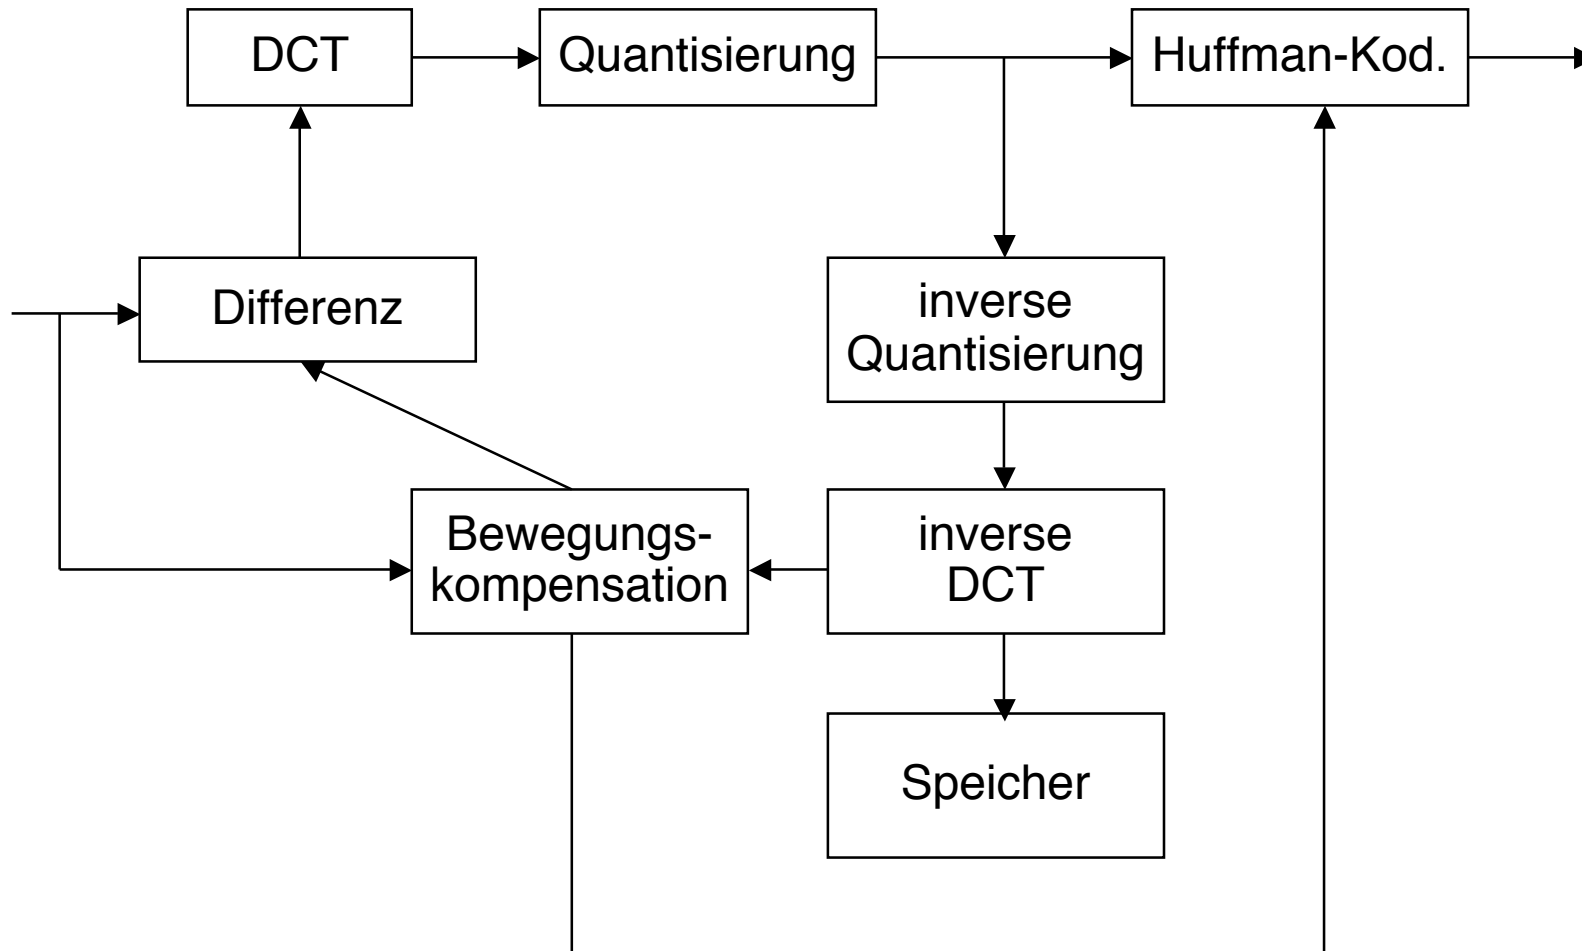 DCT
Quantisierung
Huffman-Kod.
Differenz
inverse
Quantisierung
Bewegungs-
kompensation
inverse
DCT
Speicher